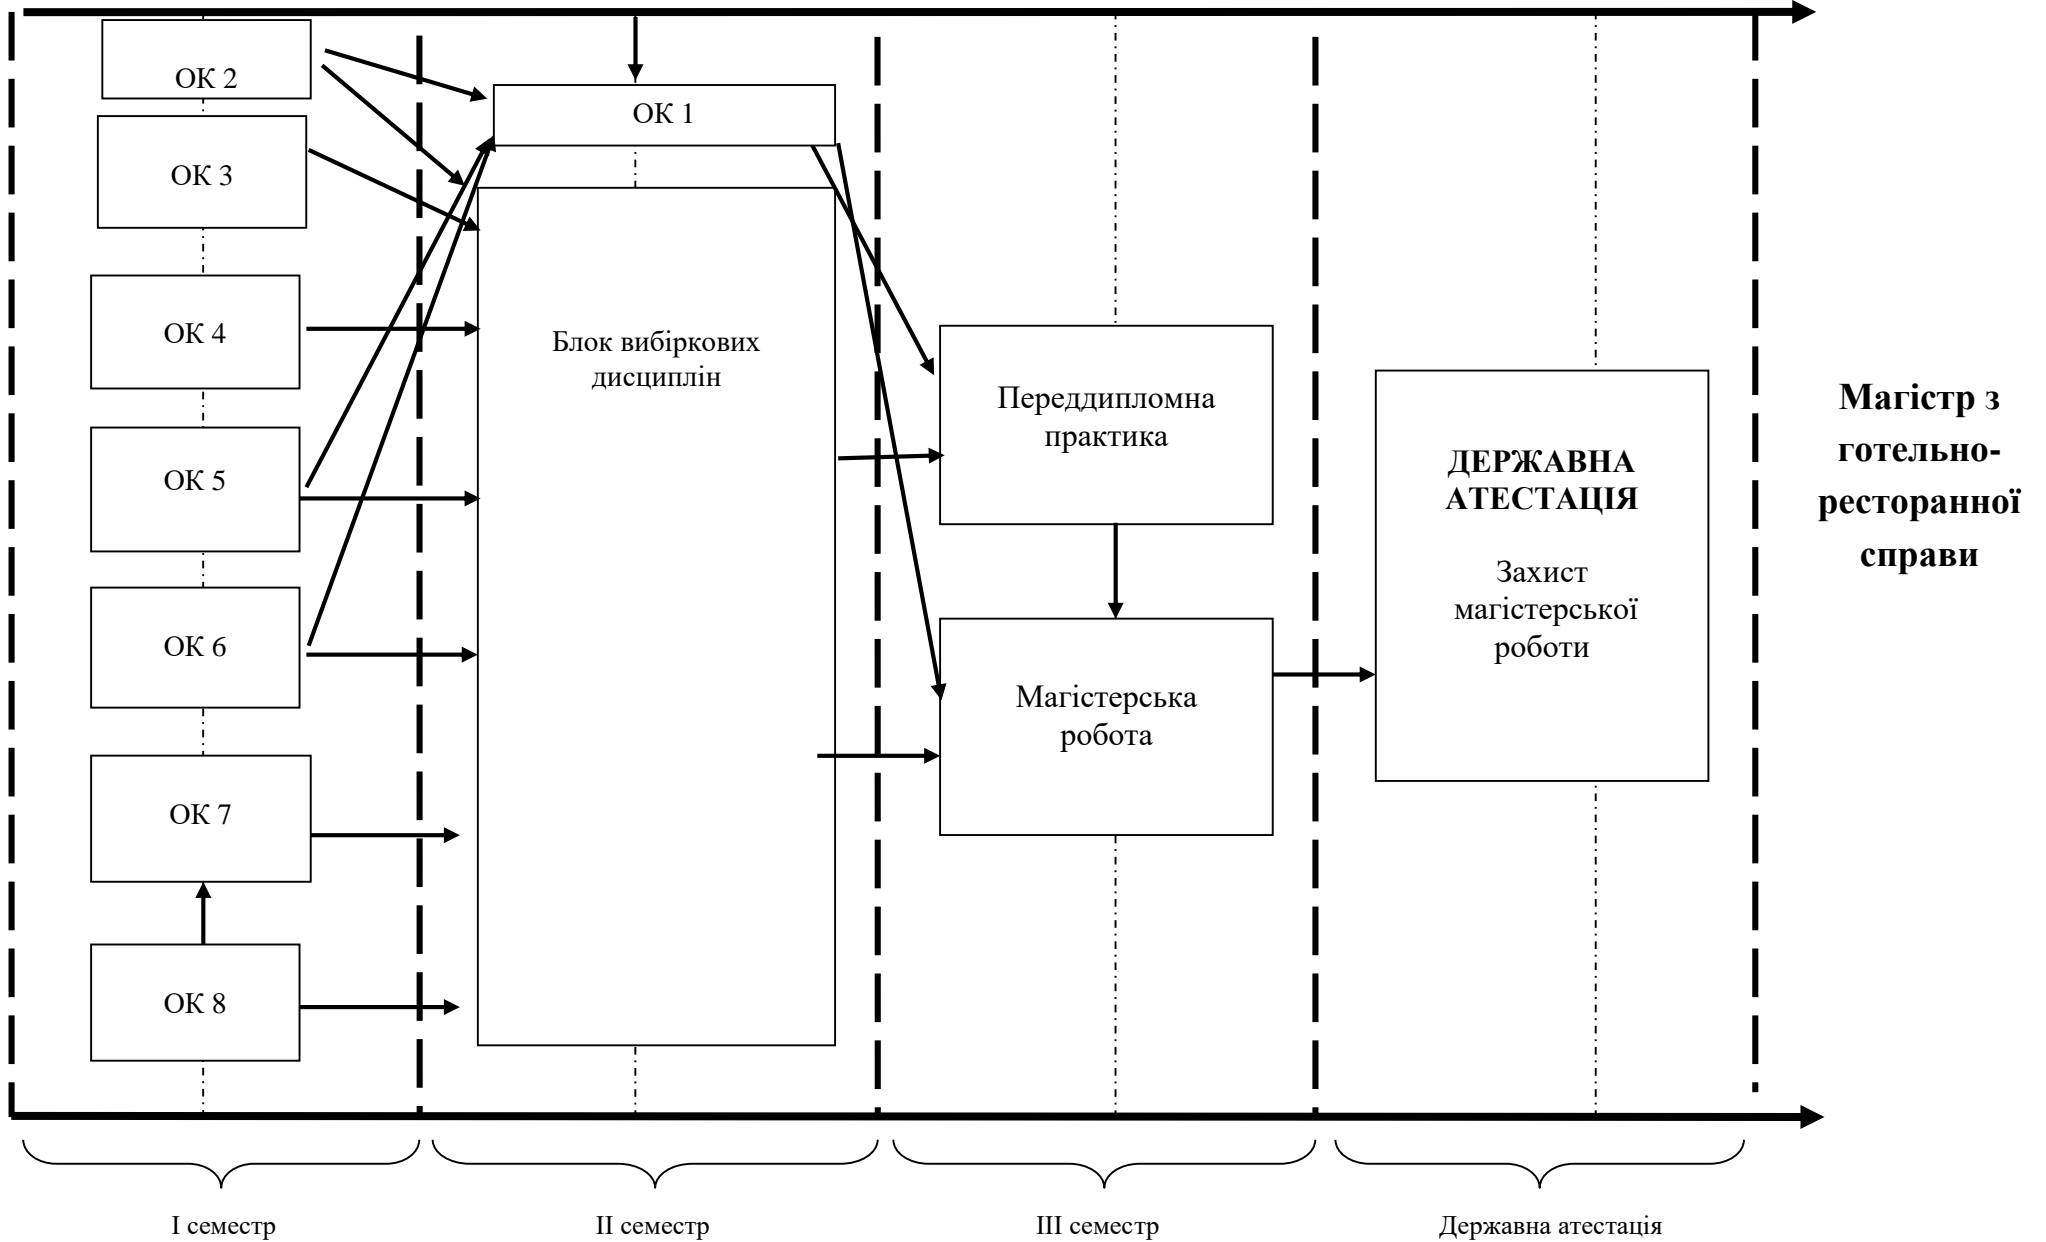 ОК 2
ОК 3
ОК 4
ОК 5
ОК 6
ОК 7
ОК 8
ОК 1
Блок вибіркових
дисциплін
Переддипломна
практика
Магістерська
робота
ДЕРЖАВНА
АТЕСТАЦІЯ
Захист
магістерської
роботи
Магістр з
готельно-
ресторанної
справи
І семестр
ІІ семестр
ІІІ семестр
Державна атестація